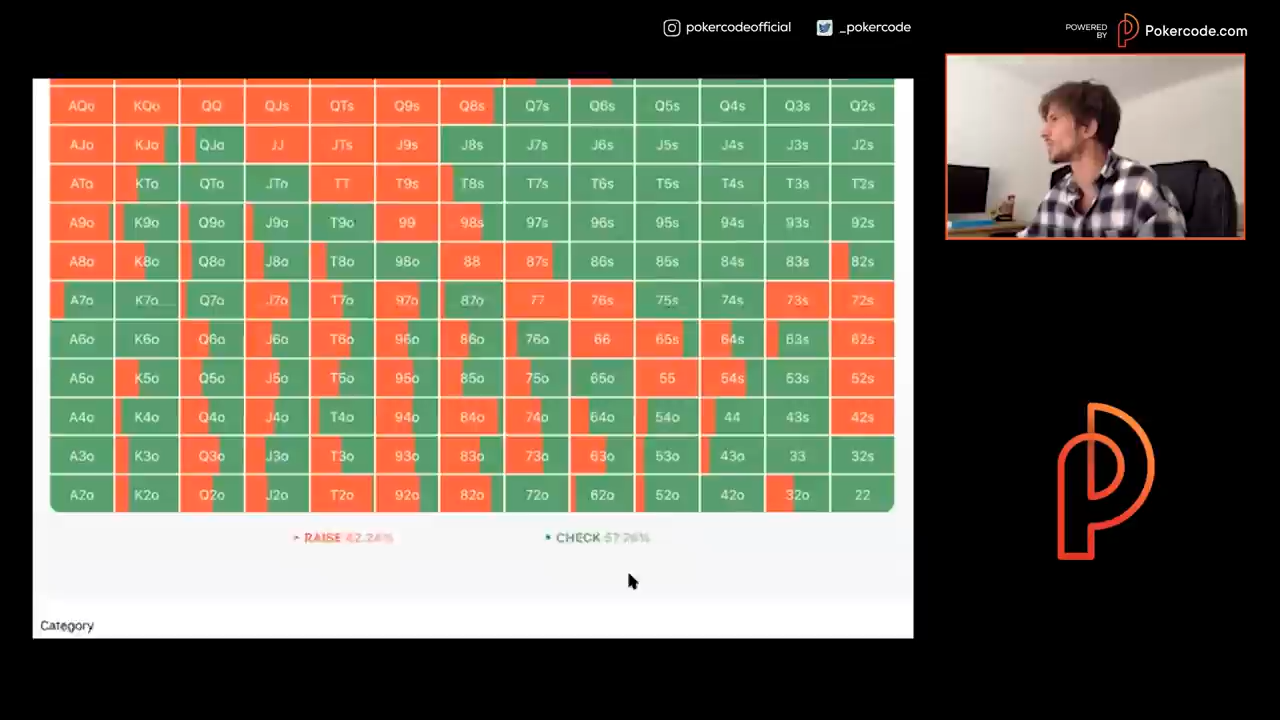 pokercodeofficial _pokercode
POWERED BY Pokercode.com
AQo KQo QQ QJs QTs Q9s Q8s Q7s Q6s Q5s Q4s Q3s Q2s
AJo KJo QJo JJ JTs J9s J8s J7s J6s J5s J4s J3s J2s
ATo KTo QTo JTo TT T9s T8s T7s T6s T5s T4s T3s T2s
A9o K9o Q9o J9o T9o 99 98s 97s 96s 95s 94s 93s 92s
A8o K8o Q8o J8o T8o 98o 88 87s 86s 85s 84s 83s 82s
A7o K7o Q7o J7o T7o 97o 87o 77 76s 75s 74s 73s 72s
A6o K6o Q6o J6o T6o 96o 86o 76o 66 65s 64s 63s 62s
A5o K5o Q5o J5o T5o 95o 85o 75o 65o 55 54s 53s 52s
A4o K4o Q4o J4o T4o 94o 84o 74o 64o 54o 44 43s 42s
A3o K3o Q3o J3o T3o 93o 83o 73o 63o 53o 43o 33 32s
A2o K2o Q2o J2o T2o 92o 82o 72o 62o 52o 42o 32o 22
RAISE 42.24% CHECK 57.76%
Category